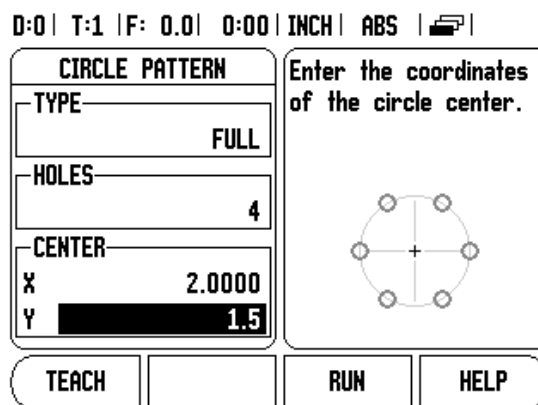 D:0 | T:1 | F: 0.0 | 0:00 | INCH | ABS |
CIRCLE PATTERN
TYPE
FULL
HOLES
4
CENTER
X 2.0000
Y 1.5
Enter the coordinates
of the circle center.
TEACH RUN HELP